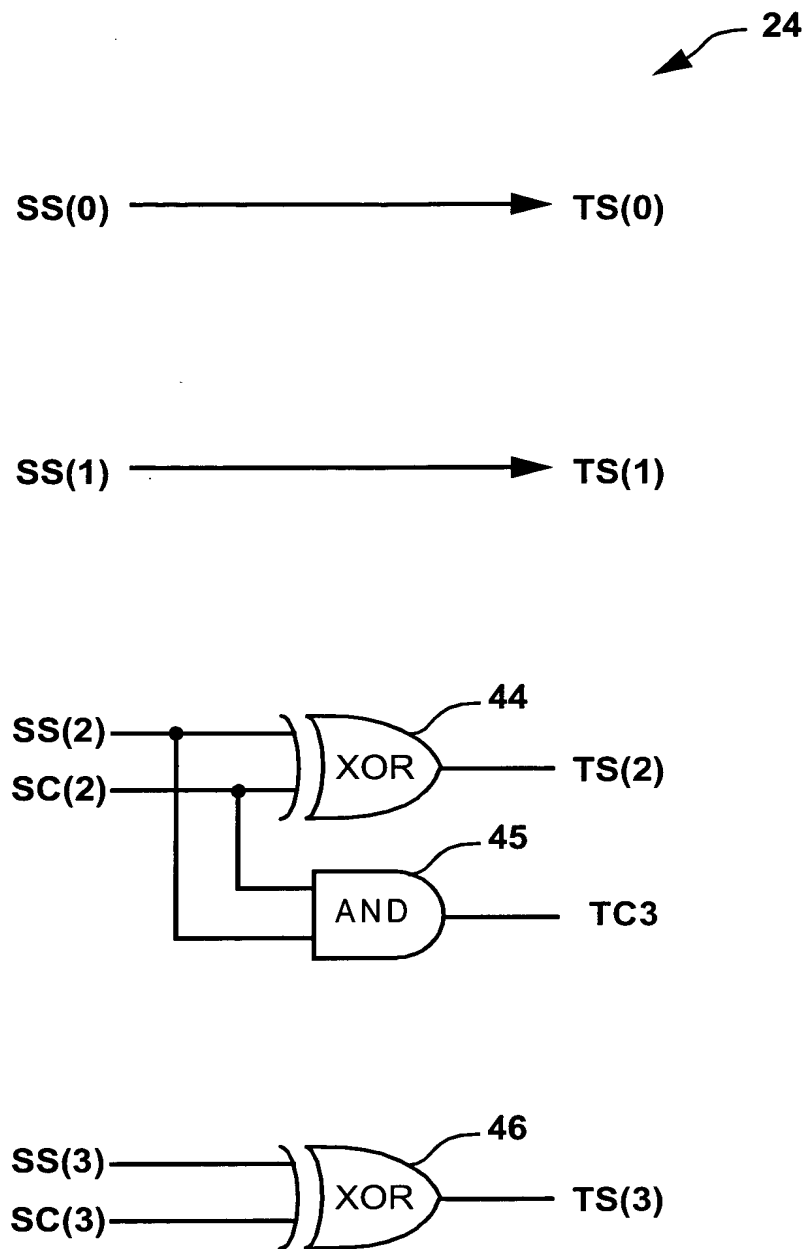 24
SS(0) TS(0)
SS(1) TS(1)
44
SS(2) XOR TS(2)
SC(2)
45
AND TC3
46
SS(3) XOR TS(3)
SC(3)